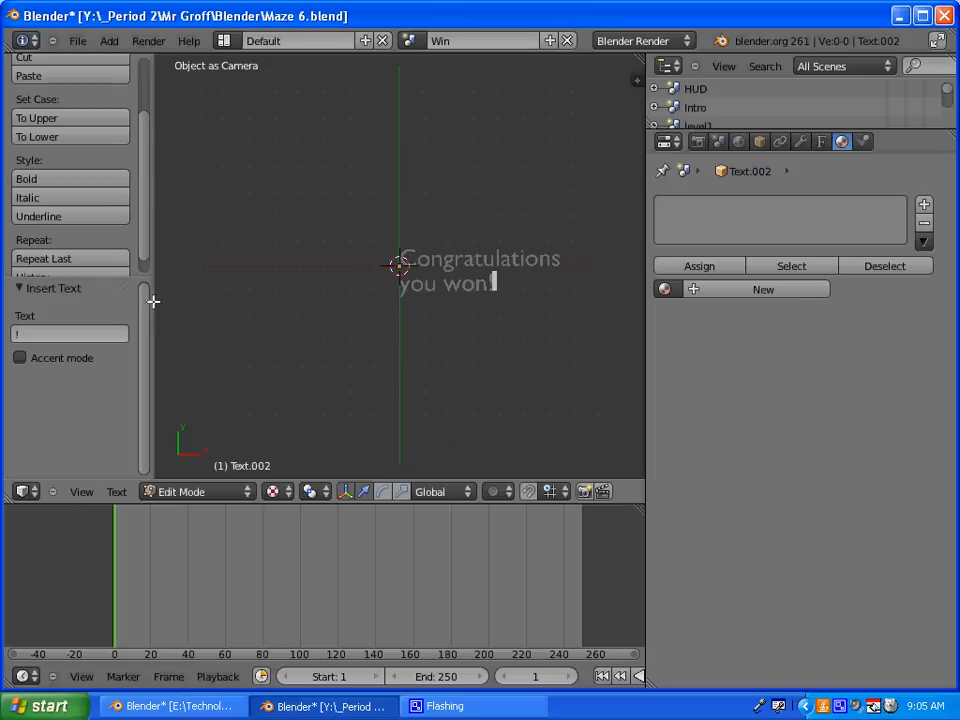 Blender* [Y:\_Period 2\Mr Groff\Blender\Maze 6.blend]
File Add Render Help Default Win Blender Render blender.org 261 | Ve:0-0 | Text.002
Cut
Paste
Set Case:
To Upper
To Lower
Style:
Bold
Italic
Underline
Repeat:
Repeat Last
History
Insert Text
Text
!
Accent mode
Object as Camera
Congratulations
you won!
y
x
(1) Text.002
View Search All Scenes
HUD
Intro
level1
F
Text.002
Assign Select Deselect
New
View Text Edit Mode Global
-40 -20 0 20 40 60 80 100 120 140 160 180 200 220 240 260
View Marker Frame Playback Start: 1 End: 250 1
start Blender* [E:\Technol... Blender* [Y:\_Period ... Flashing 9:05 AM